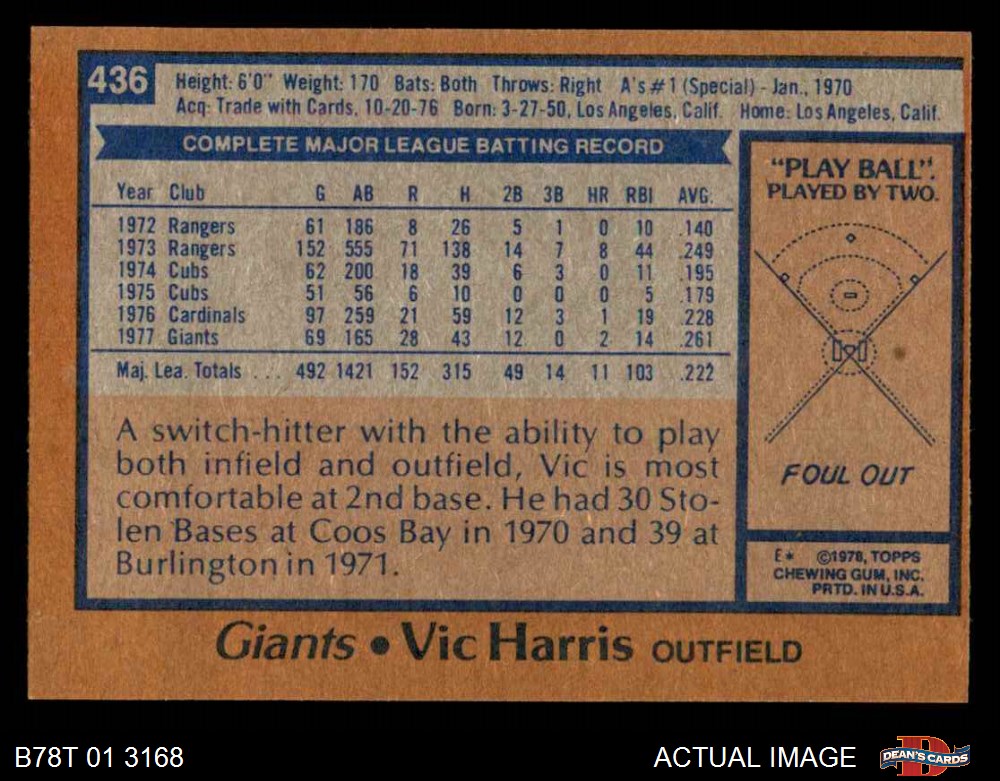 436
Height: 6'0" Weight: 170 Bats: Both Throws: Right A's #1 (Special) - Jan., 1970
Acq: Trade with Cards, 10-20-76 Born: 3-27-50, Los Angeles, Calif. Home: Los Angeles, Calif.
COMPLETE MAJOR LEAGUE BATTING RECORD
Year Club G AB R H 2B 3B HR RBI AVG.
1972 Rangers 61 186 8 26 5 1 0 10 .140
1973 Rangers 152 555 71 138 14 7 8 44 .249
1974 Cubs 62 200 18 39 6 3 0 11 .195
1975 Cubs 51 56 6 10 0 0 0 5 .179
1976 Cardinals 97 259 21 59 12 3 1 19 .228
1977 Giants 69 165 28 43 12 0 2 14 .261
Maj. Lea. Totals . . . 492 1421 152 315 49 14 11 103 .222
A switch-hitter with the ability to play
both infield and outfield, Vic is most
comfortable at 2nd base. He had 30 Sto-
len Bases at Coos Bay in 1970 and 39 at
Burlington in 1971.
"PLAY BALL".
PLAYED BY TWO.
FOUL OUT
E* ©1978, TOPPS
CHEWING GUM, INC.
PRTD. IN U.S.A.
Giants • Vic Harris OUTFIELD
B78T 01 3168
ACTUAL IMAGE
DEAN'S CARDS